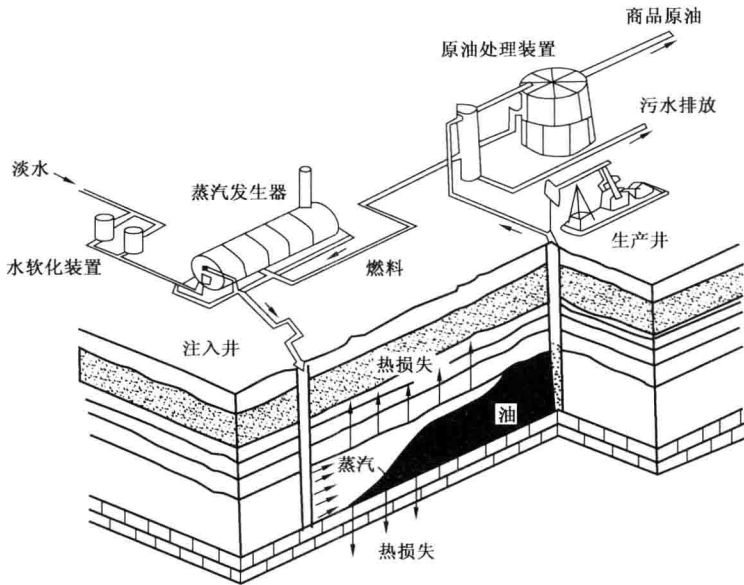 商品原油
原油处理装置
污水排放
淡水
蒸汽发生器
水软化装置
燃料
生产井
注入井
热损失
油
蒸汽
热损失